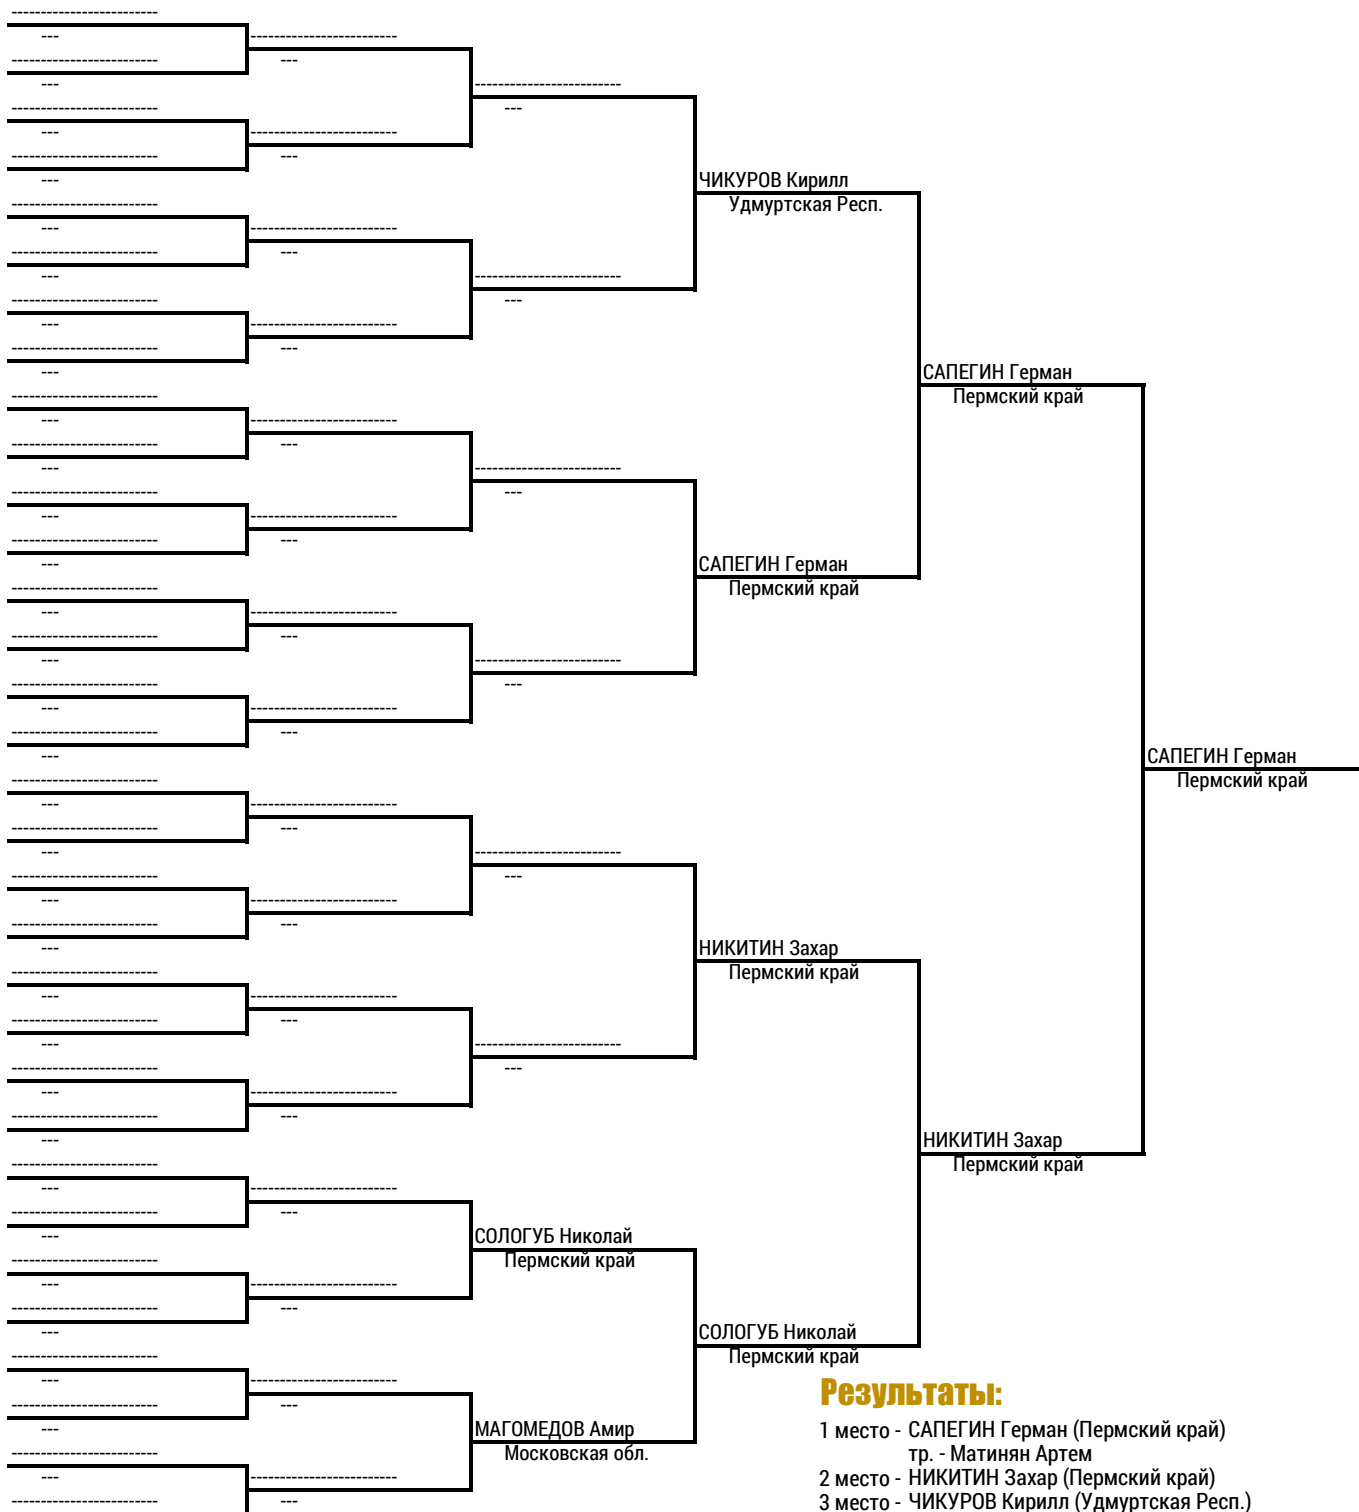 ЧИКУРОВ Кирилл
Удмуртская Респ.
САПЕГИН Герман
Пермский край
САПЕГИН Герман
Пермский край
САПЕГИН Герман
Пермский край
НИКИТИН Захар
Пермский край
НИКИТИН Захар
Пермский край
СОЛОГУБ Николай
Пермский край
СОЛОГУБ Николай
Пермский край
МАГОМЕДОВ Амир
Московская обл.
Результаты:
1 место - САПЕГИН Герман (Пермский край)
тр. - Матинян Артем
2 место - НИКИТИН Захар (Пермский край)
3 место - ЧИКУРОВ Кирилл (Удмуртская Респ.)